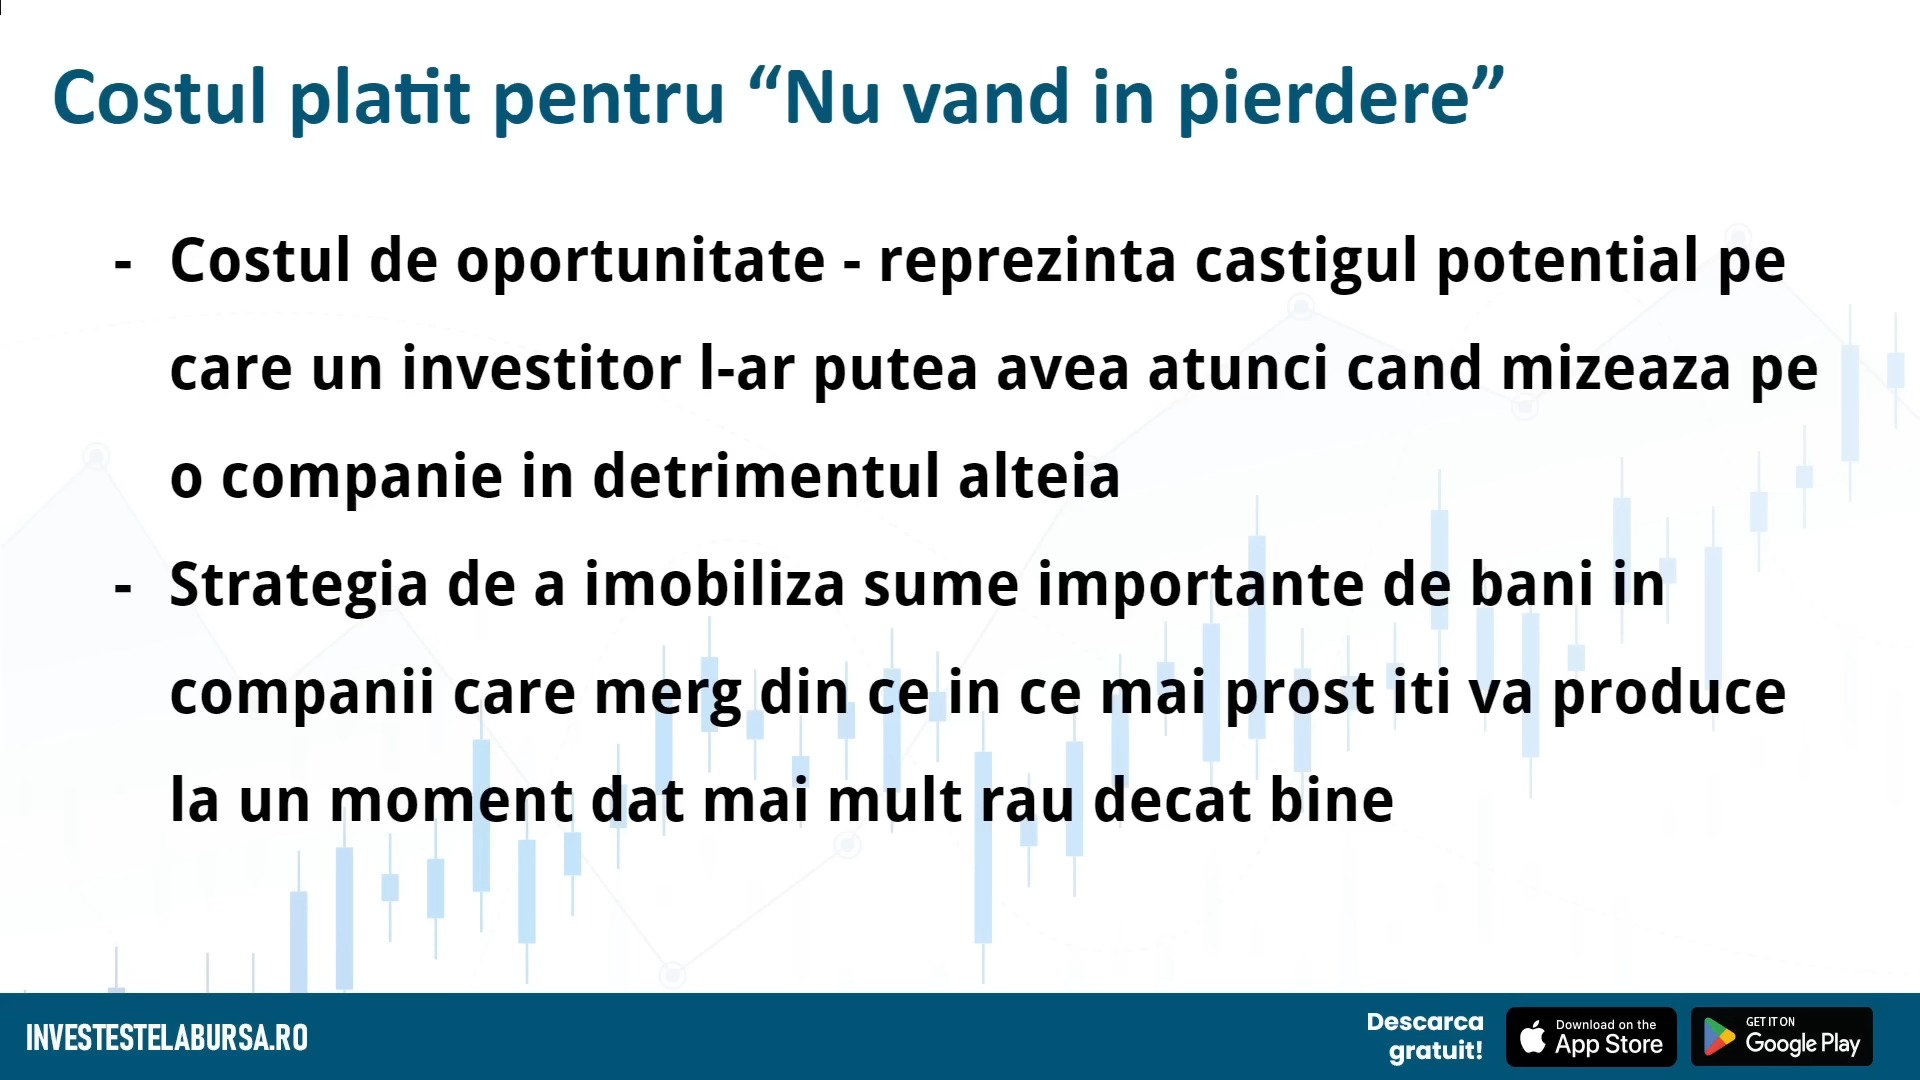 Costul platit pentru “Nu vand in pierdere”
- Costul de oportunitate - reprezinta castigul potential pe
care un investitor l-ar putea avea atunci cand mizeaza pe
o companie in detrimentul alteia
- Strategia de a imobiliza sume importante de bani in
companii care merg din ce in ce mai prost iti va produce
la un moment dat mai mult rau decat bine
INVESTESTELABURSA.RO
Descarca
gratuit!
Download on the
App Store
GET IT ON
Google Play